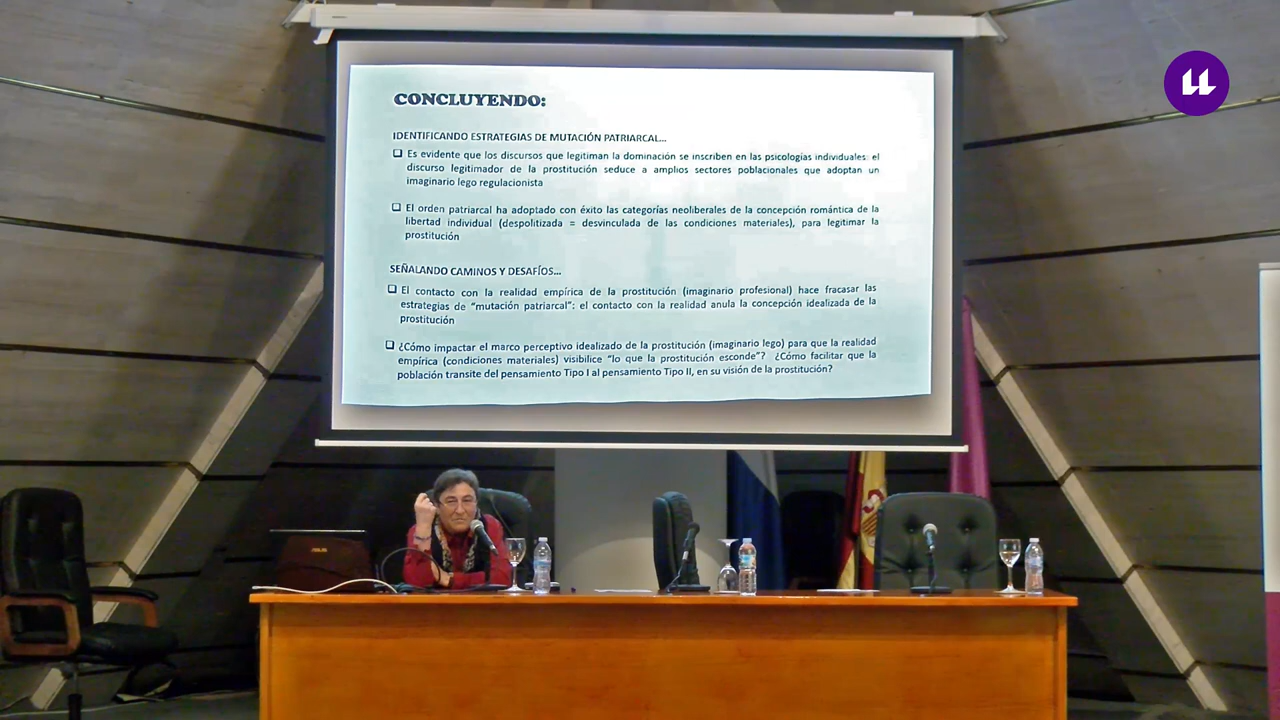 CONCLUYENDO:
IDENTIFICANDO ESTRATEGIAS DE MUTACIÓN PATRIARCAL...
Es evidente que los discursos que legitiman la dominación se inscriben en las psicologías individuales: el
discurso legitimador de la prostitución seduce a amplios sectores poblacionales que adoptan un
imaginario lego regulacionista
El orden patriarcal ha adoptado con éxito las categorías neoliberales de la concepción romántica de la
libertad individual (despolitizada = desvinculada de las condiciones materiales), para legitimar la
prostitución
SEÑALANDO CAMINOS Y DESAFÍOS...
El contacto con la realidad empírica de la prostitución (imaginario profesional) hace fracasar las
estrategias de "mutación patriarcal": el contacto con la realidad anula la concepción idealizada de la
prostitución
¿Cómo impactar el marco perceptivo idealizado de la prostitución (imaginario lego) para que la realidad
empírica (condiciones materiales) visibilice "lo que la prostitución esconde"? ¿Cómo facilitar que la
población transite del pensamiento Tipo I al pensamiento Tipo II, en su visión de la prostitución?
ASUS